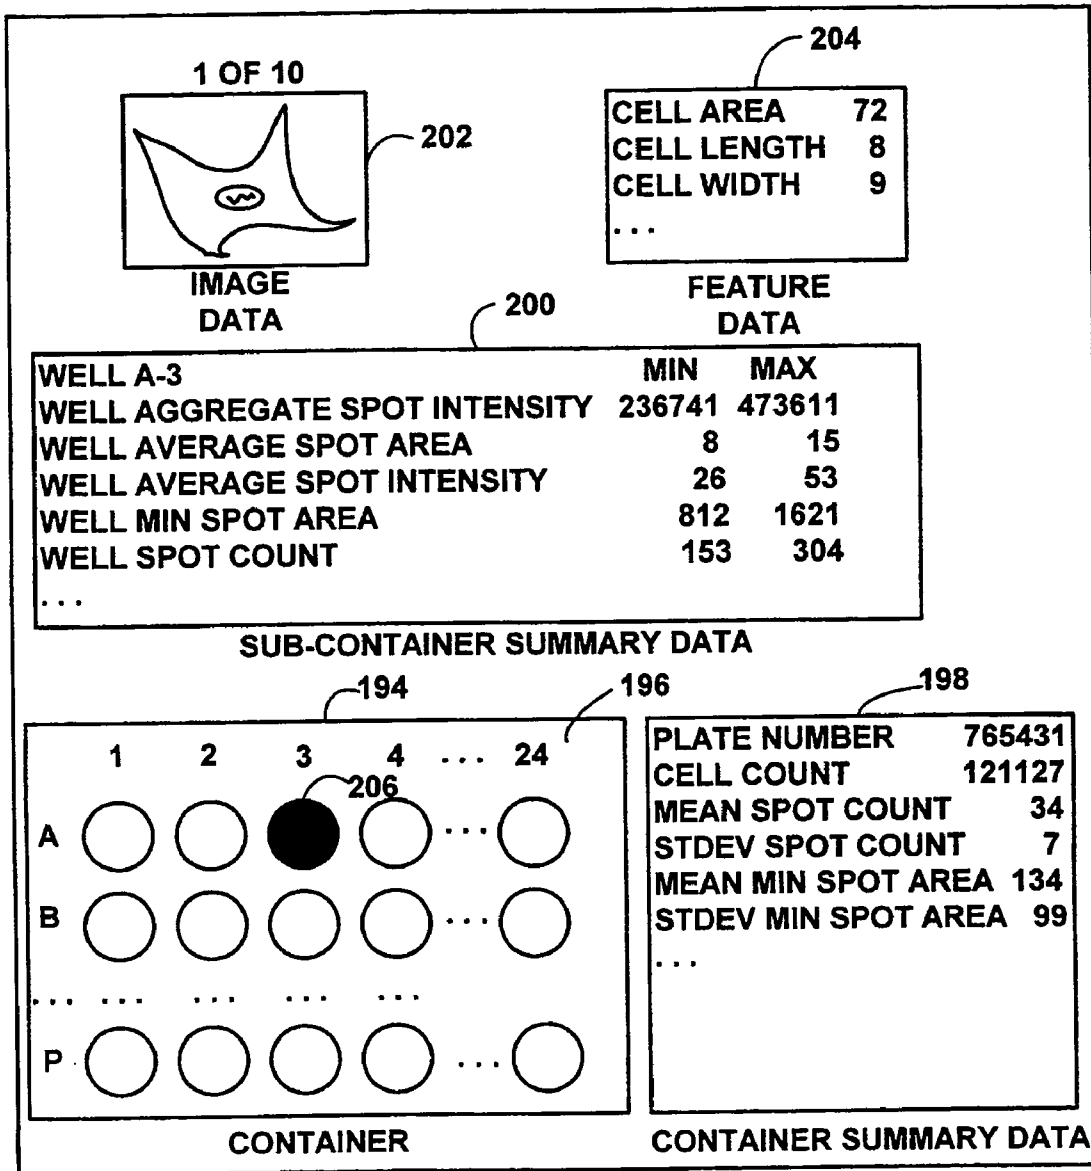 1 OF 10
202
IMAGE
DATA
204
CELL AREA 72
CELL LENGTH 8
CELL WIDTH 9
...
FEATURE
DATA
200
WELL A-3 MIN MAX
WELL AGGREGATE SPOT INTENSITY 236741 473611
WELL AVERAGE SPOT AREA 8 15
WELL AVERAGE SPOT INTENSITY 26 53
WELL MIN SPOT AREA 812 1621
WELL SPOT COUNT 153 304
...
SUB-CONTAINER SUMMARY DATA
194
196
1 2 3 4 ... 24
206
A ...
B ...
... ... ... ... ...
P ...
CONTAINER
198
PLATE NUMBER 765431
CELL COUNT 121127
MEAN SPOT COUNT 34
STDEV SPOT COUNT 7
MEAN MIN SPOT AREA 134
STDEV MIN SPOT AREA 99
...
CONTAINER SUMMARY DATA